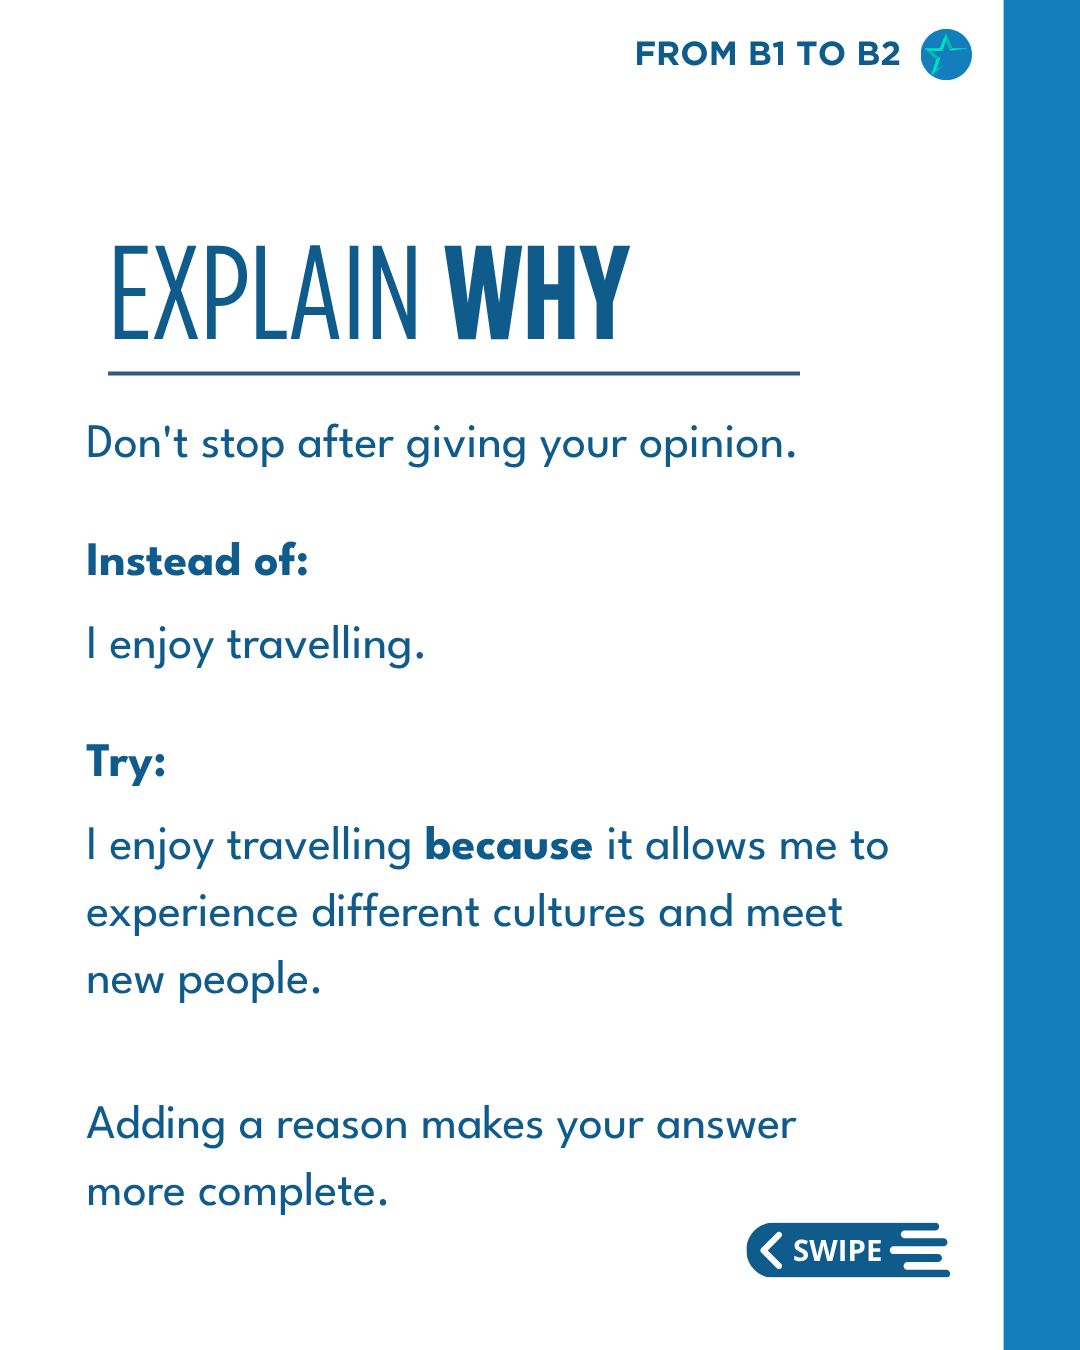 FROM B1 TO B2
EXPLAIN WHY
Don't stop after giving your opinion.
Instead of:
I enjoy travelling.
Try:
I enjoy travelling because it allows me to
experience different cultures and meet
new people.
Adding a reason makes your answer
more complete.
SWIPE